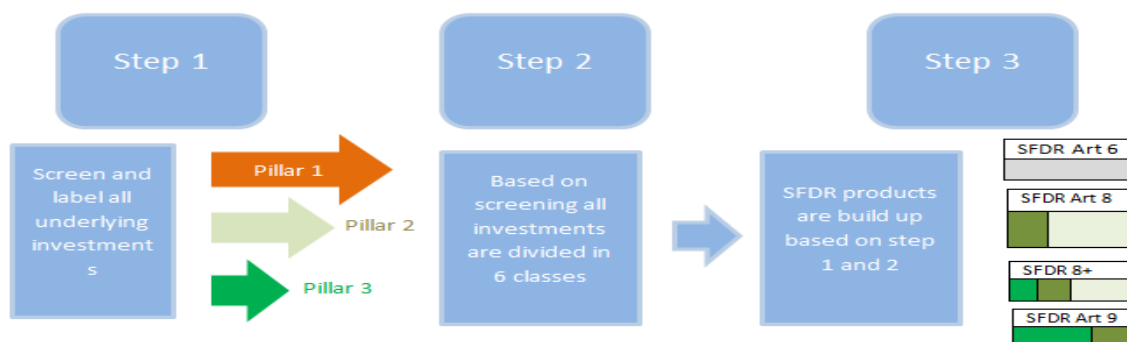 Step 1
Step 2
Step 3
Screen and
label all
underlying
investment
s
Pillar 1
Pillar 2
Pillar 3
Based on
screening all
investments
are divided in
6 classes
SFDR products
are build up
based on step
1 and 2
SFDR Art 6
SFDR Art 8
SFDR 8+
SFDR Art 9